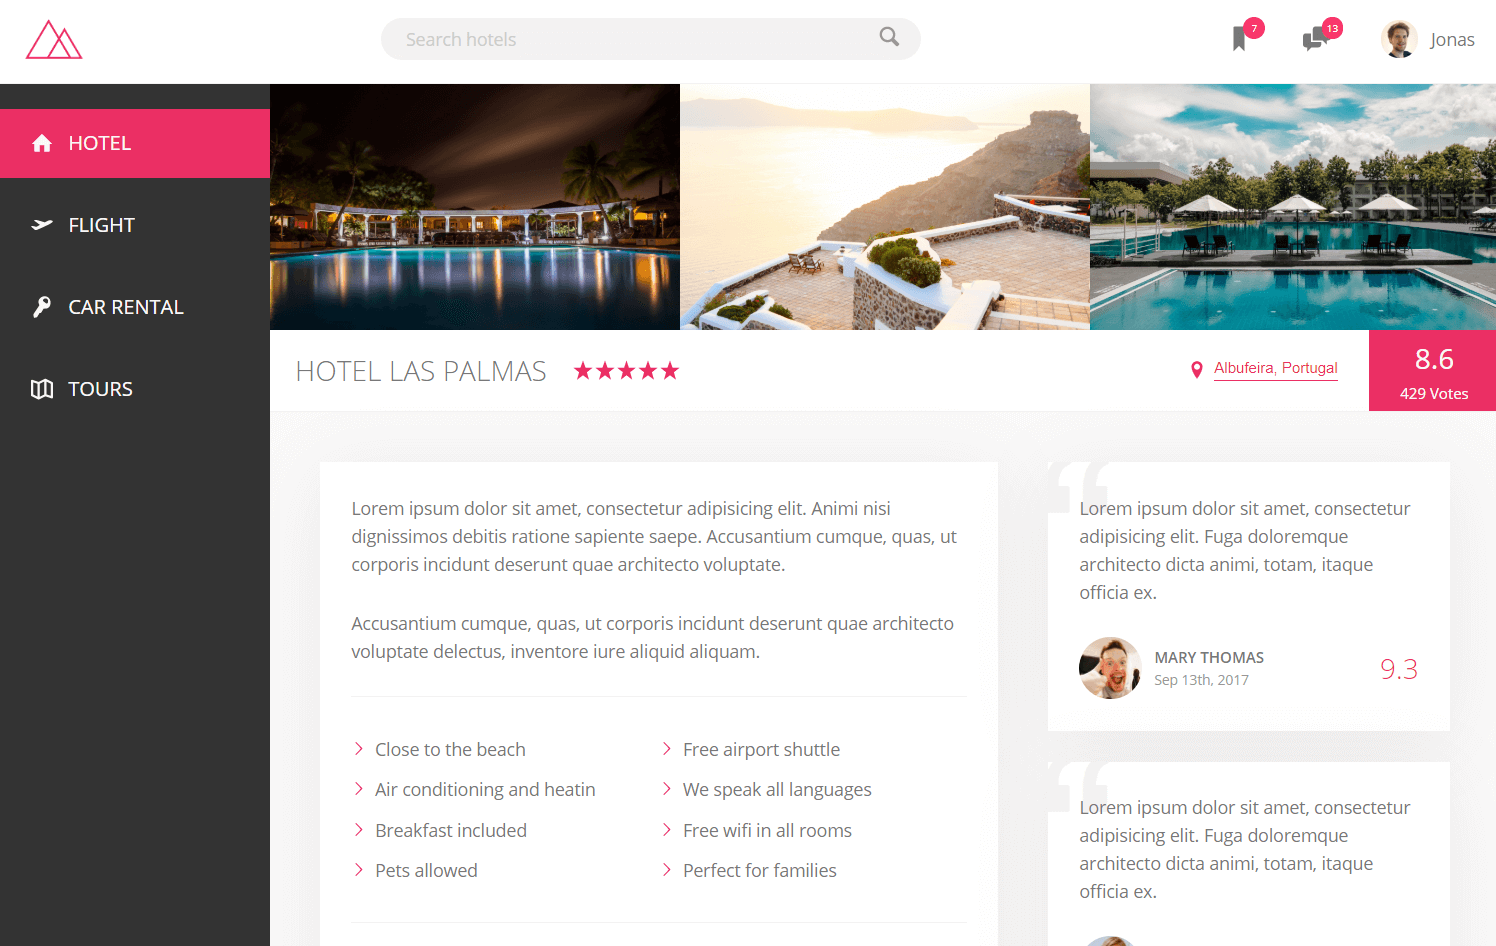 Search hotels
7
13
Jonas
HOTEL
FLIGHT
CAR RENTAL
TOURS
HOTEL LAS PALMAS
Albufeira, Portugal
8.6
429 Votes
Lorem ipsum dolor sit amet, consectetur adipisicing elit. Animi nisi
dignissimos debitis ratione sapiente saepe. Accusantium cumque, quas, ut
corporis incidunt deserunt quae architecto voluptate.
Accusantium cumque, quas, ut corporis incidunt deserunt quae architecto
voluptate delectus, inventore iure aliquid aliquam.
Close to the beach
Free airport shuttle
Air conditioning and heatin
We speak all languages
Breakfast included
Free wifi in all rooms
Pets allowed
Perfect for families
Lorem ipsum dolor sit amet, consectetur
adipisicing elit. Fuga doloremque
architecto dicta animi, totam, itaque
officia ex.
MARY THOMAS
Sep 13th, 2017
9.3
Lorem ipsum dolor sit amet, consectetur
adipisicing elit. Fuga doloremque
architecto dicta animi, totam, itaque
officia ex.